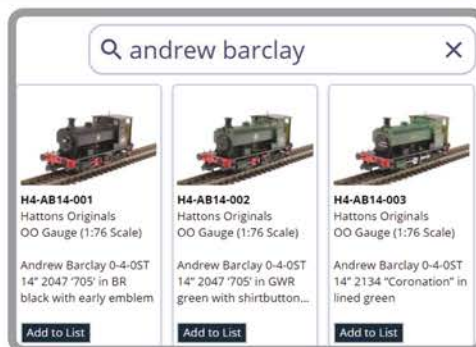 andrew barclay
H4-AB14-001
Hattons Originals
OO Gauge (1:76 Scale)
Andrew Barclay 0-4-0ST
14" 2047 '705' in BR
black with early emblem
Add to List
H4-AB14-002
Hattons Originals
OO Gauge (1:76 Scale)
Andrew Barclay 0-4-0ST
14" 2047 '705' in GWR
green with shirtbutton...
Add to List
H4-AB14-003
Hattons Originals
OO Gauge (1:76 Scale)
Andrew Barclay 0-4-0ST
14" 2134 "Coronation" in
lined green
Add to List